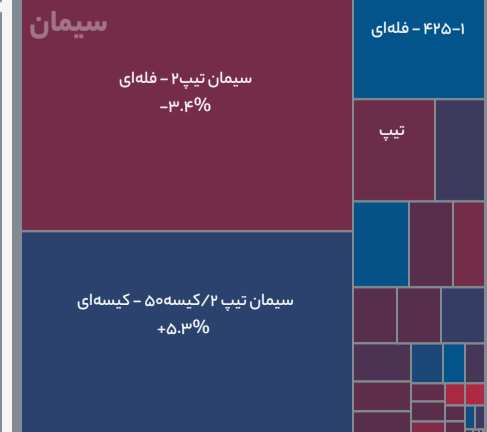 سیمان
سیمان تیپ۲ - فله‌ای
-۳.۴%
۱-۴۲۵ - فله‌ای
تیپ
سیمان تیپ ۲/کیسه۵۰ - کیسه‌ای
+۵.۳%